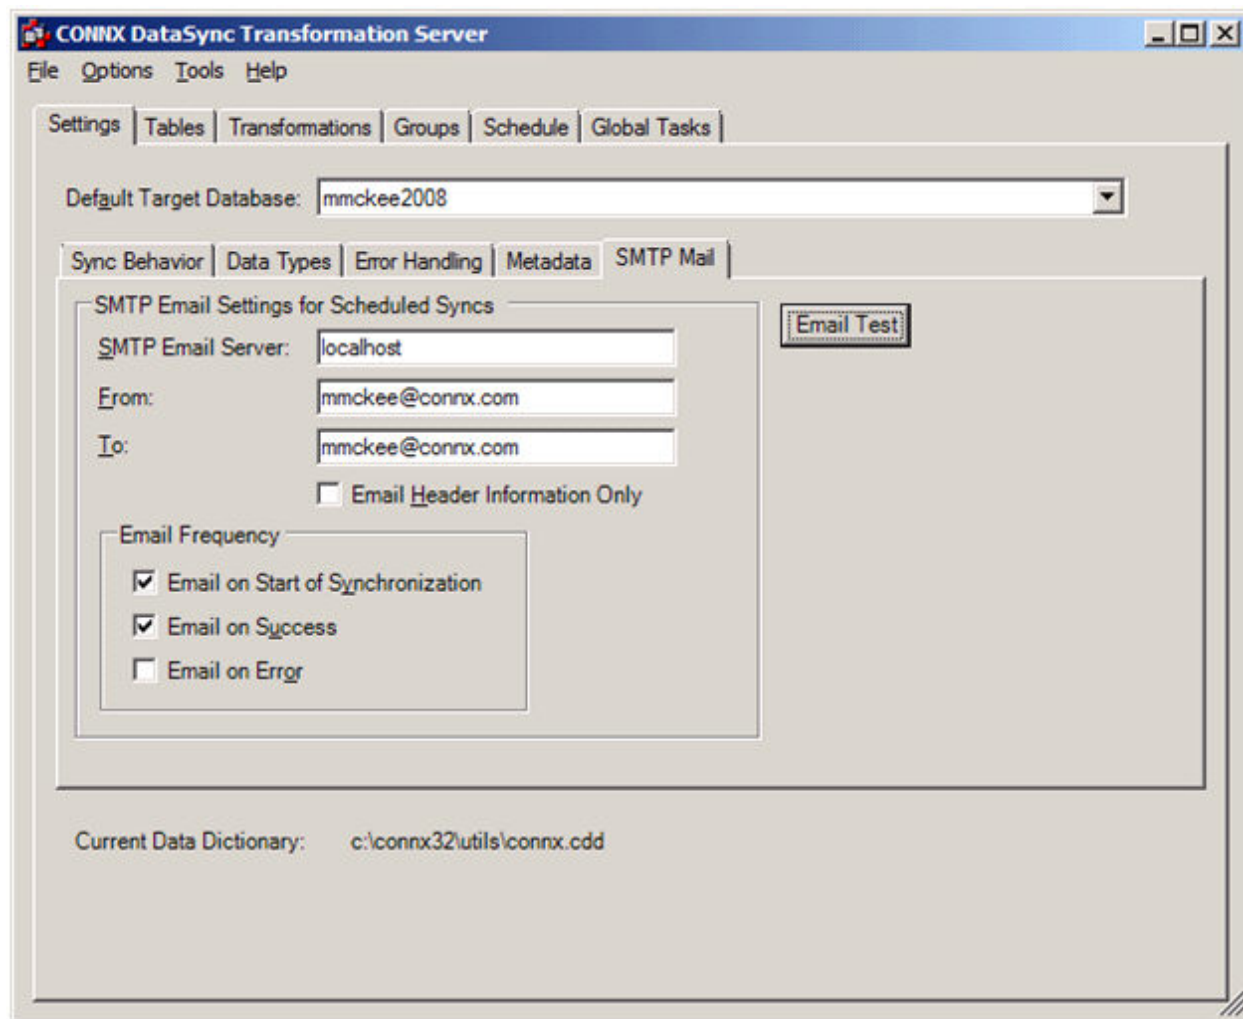 CONNX DataSync Transformation Server
File Options Tools Help
Settings Tables Transformations Groups Schedule Global Tasks
Default Target Database: mmckee2008
Sync Behavior Data Types Error Handling Metadata SMTP Mail
SMTP Email Settings for Scheduled Syncs
Email Test
SMTP Email Server: localhost
From: mmckee@connx.com
To: mmckee@connx.com
Email Header Information Only
Email Frequency
Email on Start of Synchronization
Email on Success
Email on Error
Current Data Dictionary: c:\connx32\utils\connx.cdd